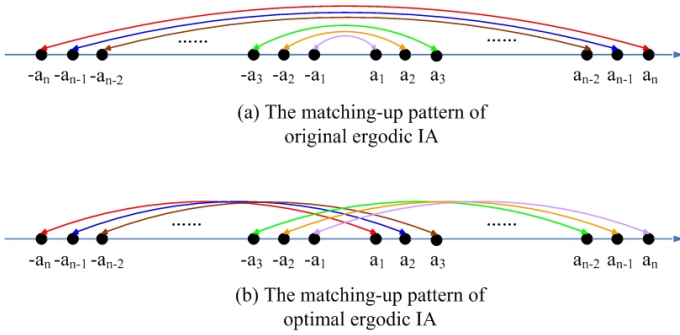 ...... ......
-aₙ -aₙ₋₁ -aₙ₋₂ -a₃ -a₂ -a₁ a₁ a₂ a₃ aₙ₋₂ aₙ₋₁ aₙ
(a) The matching-up pattern of
original ergodic IA
...... ......
-aₙ -aₙ₋₁ -aₙ₋₂ -a₃ -a₂ -a₁ a₁ a₂ a₃ aₙ₋₂ aₙ₋₁ aₙ
(b) The matching-up pattern of
optimal ergodic IA